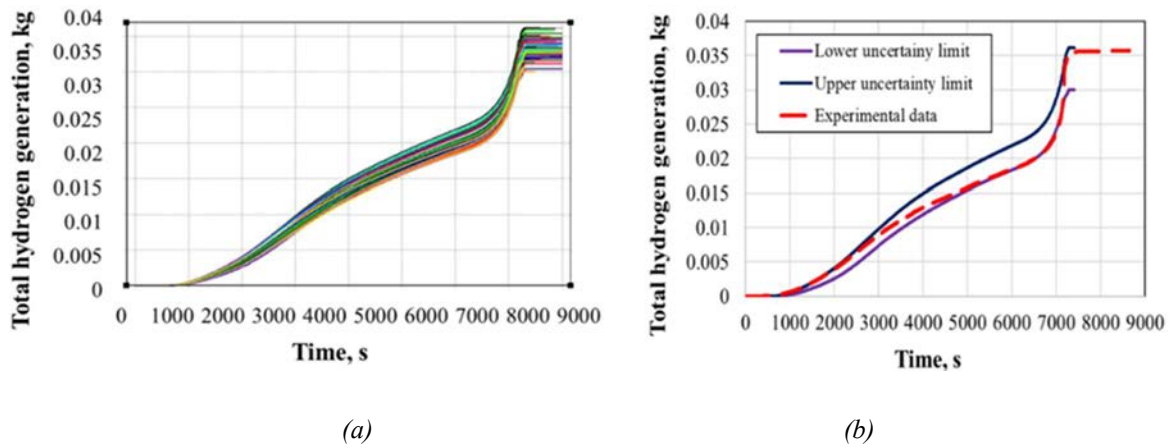 Total hydrogen generation, kg
0.04
0.035
0.03
0.025
0.02
0.015
0.01
0.005
0
0 1000 2000 3000 4000 5000 6000 7000 8000 9000
Time, s
(a)
Total hydrogen generation, kg
0.04
0.035
0.03
0.025
0.02
0.015
0.01
0.005
0
Lower uncertainy limit
Upper uncertainty limit
Experimental data
0 1000 2000 3000 4000 5000 6000 7000 8000 9000
Time, s
(b)